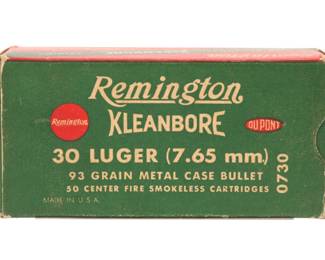 Remington
Remington
KLEANBORE
DU PONT
30 LUGER (7.65 mm)
93 GRAIN METAL CASE BULLET
50 CENTER FIRE SMOKELESS CARTRIDGES
MADE IN U.S.A.
0730